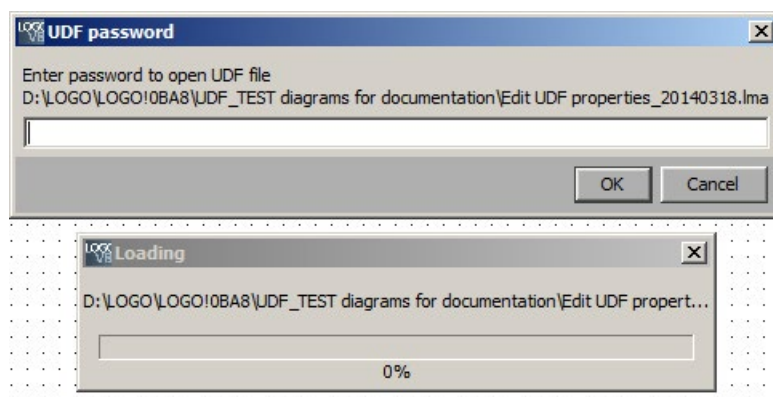 UDF password
Enter password to open UDF file
D:\LOGO\LOGO!0BA8\UDF_TEST diagrams for documentation\Edit UDF properties_20140318.lma
OK Cancel
Loading
D:\LOGO\LOGO!0BA8\UDF_TEST diagrams for documentation\Edit UDF propert...
0%